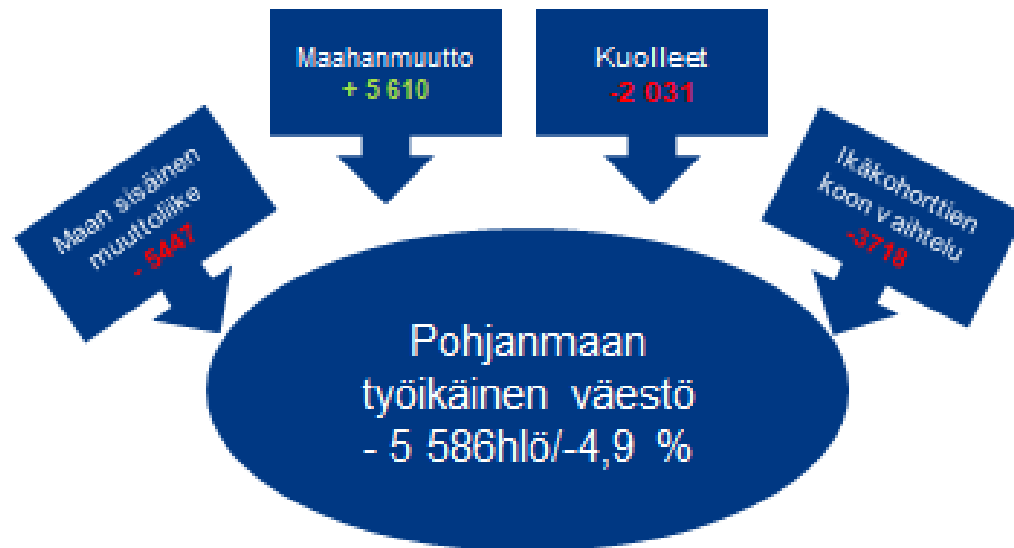 Maahanmuutto
+ 5 610
Kuolleet
-2 031
Maan sisäinen
muuttoliike
- 5447
Ikäkohorttien
koon vaihtelu
-3718
Pohjanmaan
työikäinen väestö
- 5 586hlö/-4,9 %